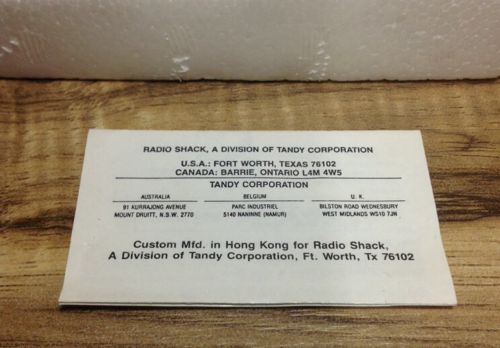 RADIO SHACK, A DIVISION OF TANDY CORPORATION
U.S.A.: FORT WORTH, TEXAS 76102
CANADA: BARRIE, ONTARIO L4M 4W5
TANDY CORPORATION
AUSTRALIA BELGIUM U. K.
91 KURRAJONG AVENUE PARC INDUSTRIEL BILSTON ROAD WEDNESBURY
MOUNT DRUITT, N.S.W. 2770 5140 NANINNE (NAMUR) WEST MIDLANDS WS10 7JN
Custom Mfd. in Hong Kong for Radio Shack,
A Division of Tandy Corporation, Ft. Worth, Tx 76102